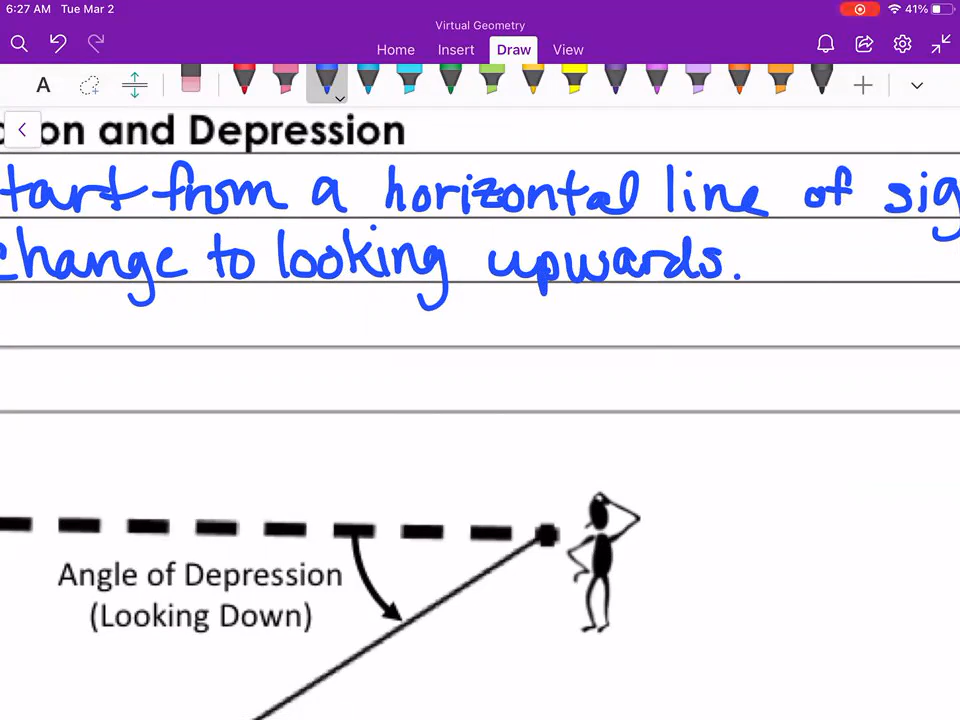 6:27 AM Tue Mar 2
41%
Virtual Geometry
Home Insert Draw View
A
on and Depression
tart from a horizontal line of sig
change to looking upwards.
Angle of Depression
(Looking Down)